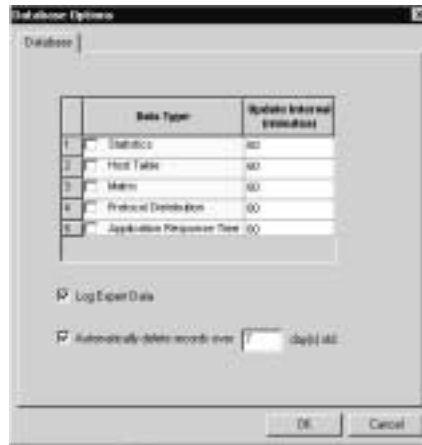 Database Options
Database
Data Type
Update Interval
(minutes)
1 Statistics 60
2 Host Table 60
3 Matrix 60
4 Protocol Distribution 60
5 Application Response Time 60
Log Expert Data
Automatically delete records over 7 day(s) old
OK Cancel